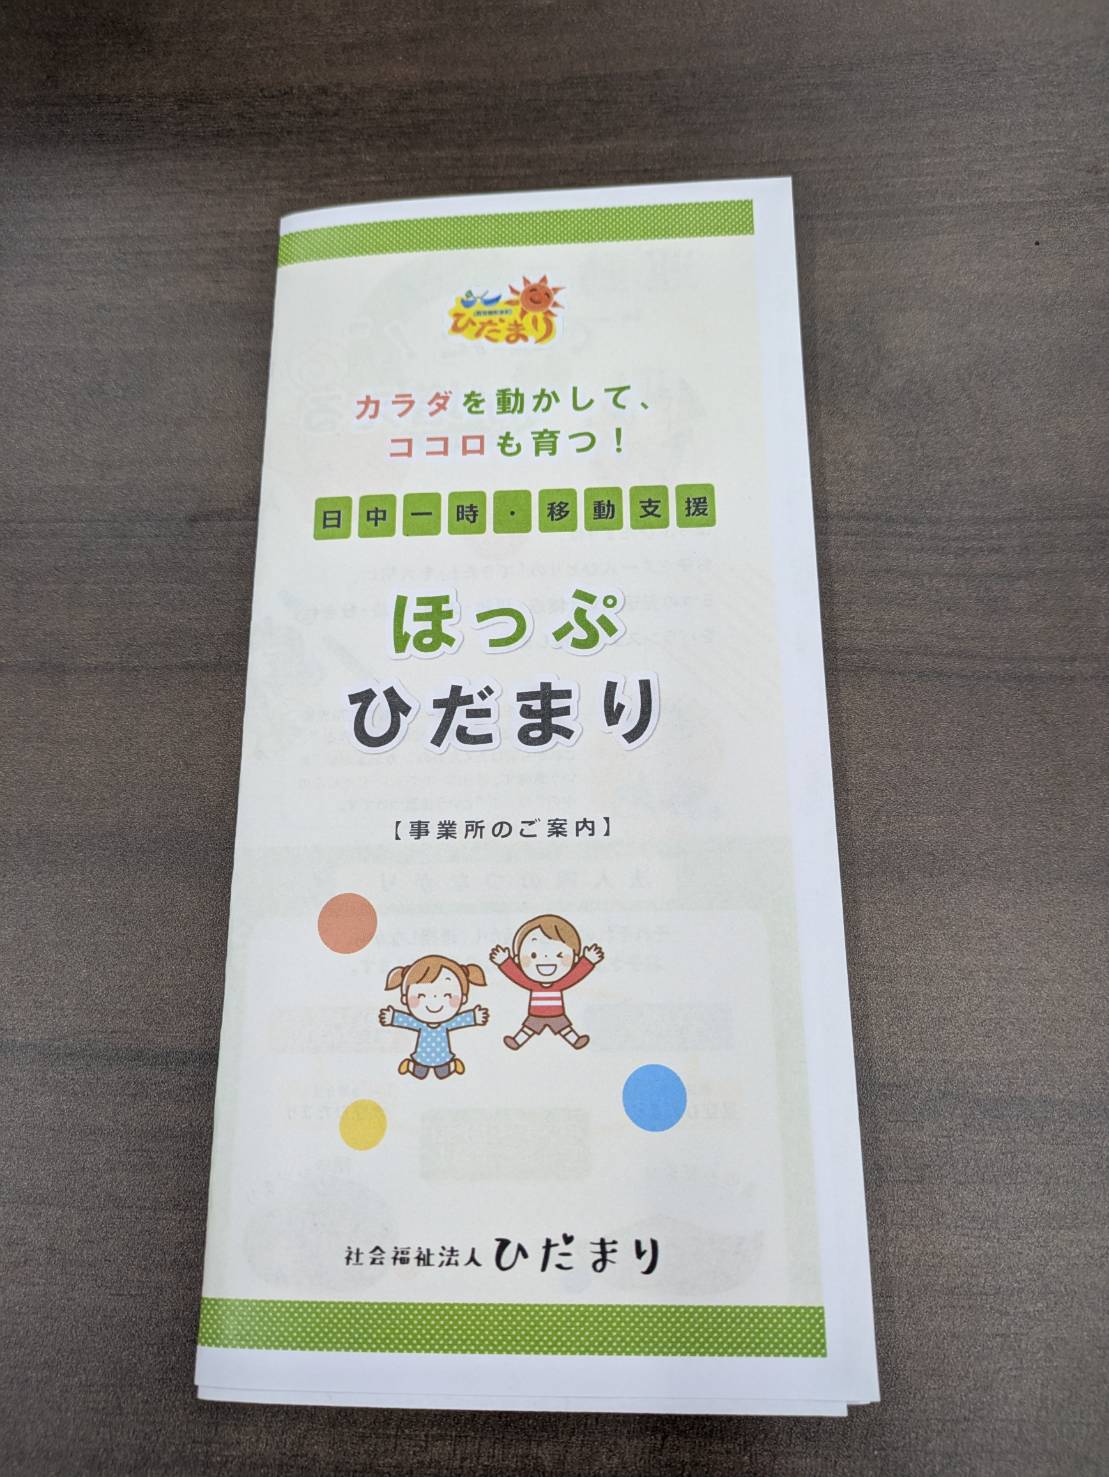 ひだまり
カラダを動かして、
ココロも育つ！
日中一時・移動支援
ほっぷ
ひだまり
【事業所のご案内】
社会福祉法人ひだまり